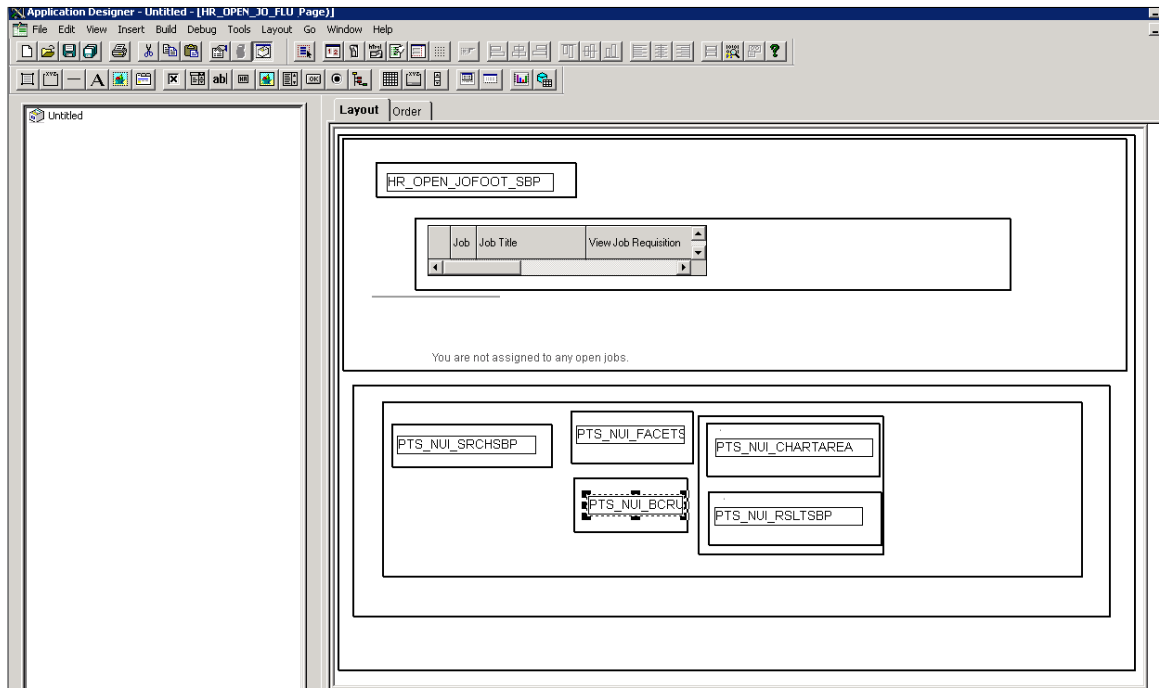 Application Designer - Untitled - [HR_OPEN_JO_FLU (Page)]
File Edit View Insert Build Debug Tools Layout Go Window Help
Untitled
Layout Order
HR_OPEN_JOFOOT_SBP
Job Job Title View Job Requisition
You are not assigned to any open jobs.
PTS_NUI_SRCHSBP
PTS_NUI_FACETS
PTS_NUI_CHARTAREA
PTS_NUI_BCRU
PTS_NUI_RSLTSBP